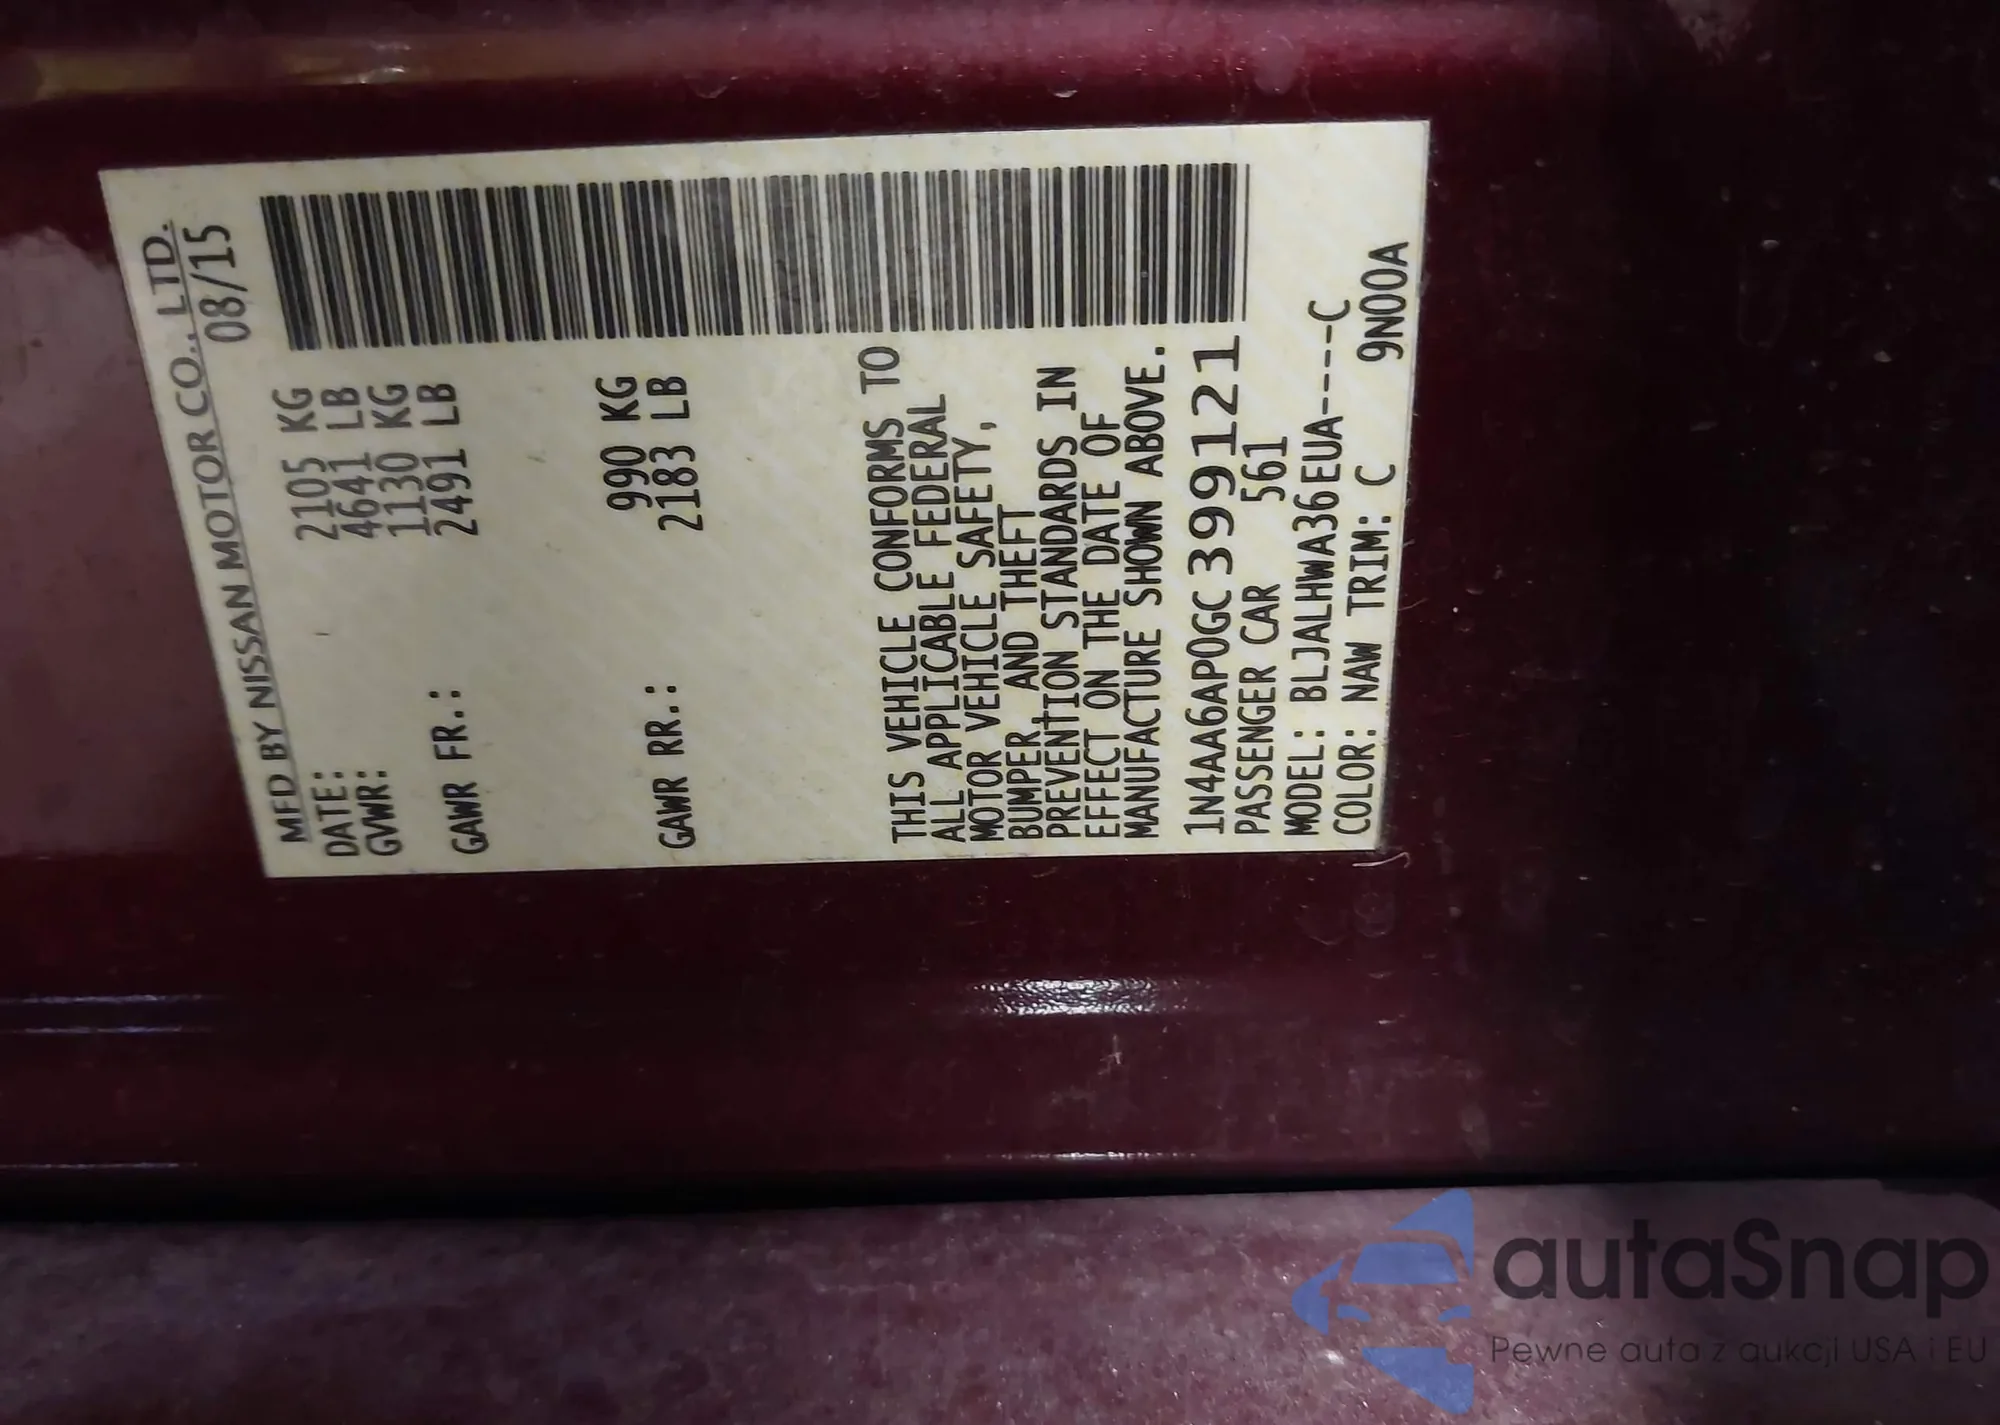 MFD BY NISSAN MOTOR CO., LTD.
DATE: 08/15
GVWR: 2105 KG
4641 LB
GAWR FR.: 1130 KG
2491 LB
GAWR RR.: 990 KG
2183 LB
THIS VEHICLE CONFORMS TO
ALL APPLICABLE FEDERAL
MOTOR VEHICLE SAFETY,
BUMPER, AND THEFT
PREVENTION STANDARDS IN
EFFECT ON THE DATE OF
MANUFACTURE SHOWN ABOVE.
1N4AA6AP0GC399121
PASSENGER CAR 561
MODEL: BLJALHWA36EUA----C
COLOR: NAW TRIM: C 9N00A
autaSnap
Pewne auta z aukcji USA i EU